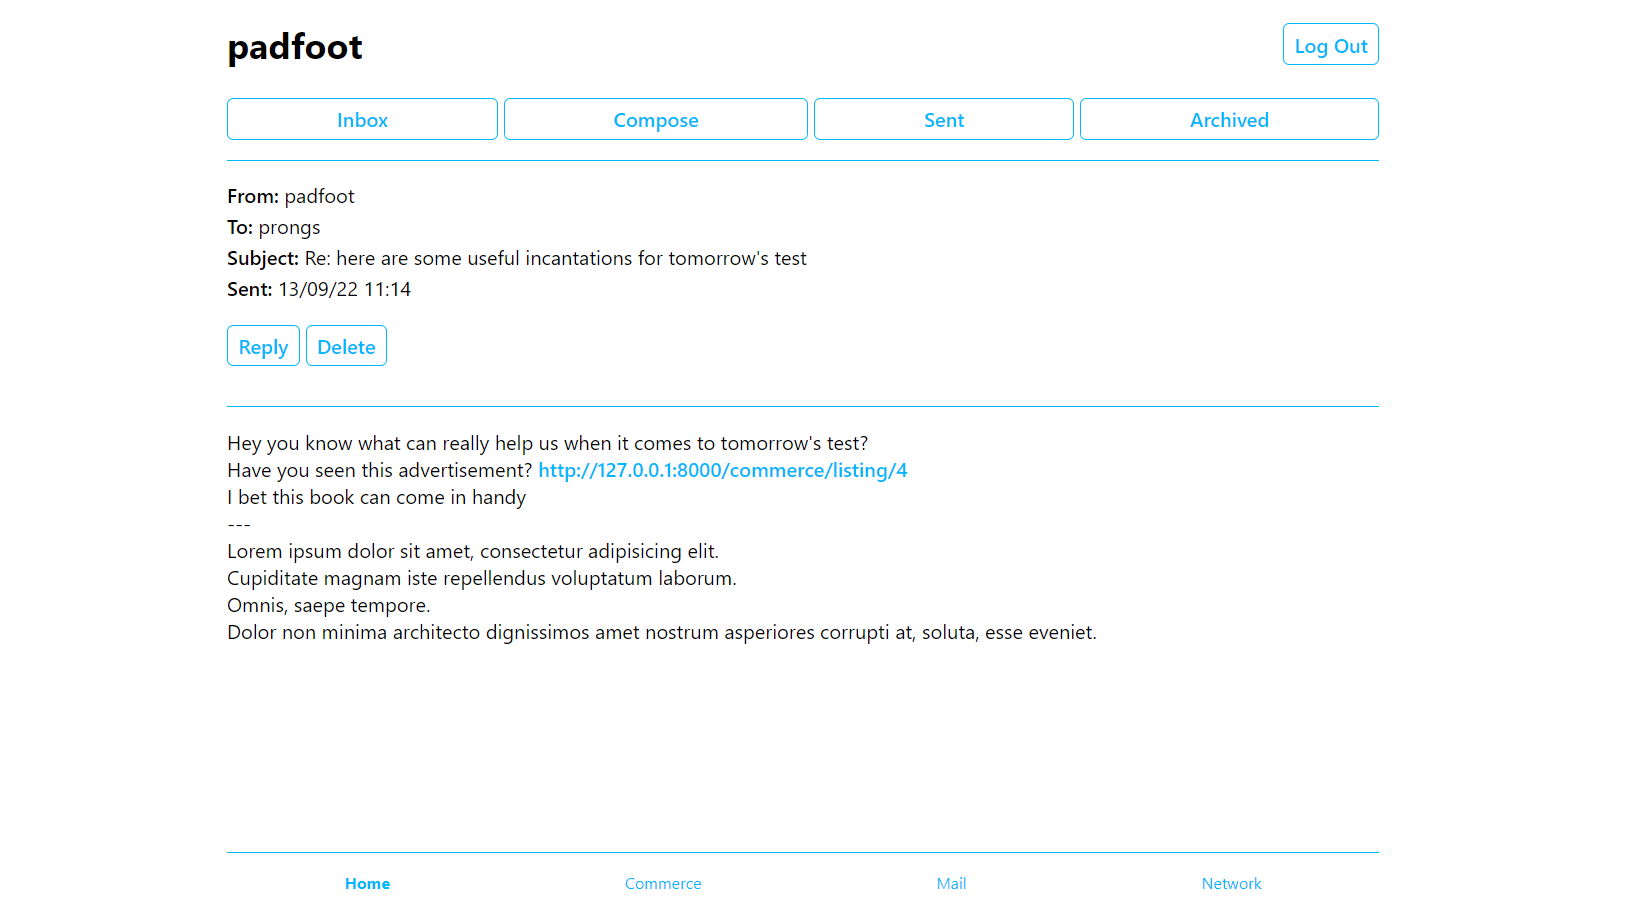 padfoot
Log Out
Inbox
Compose
Sent
Archived
From: padfoot
To: prongs
Subject: Re: here are some useful incantations for tomorrow's test
Sent: 13/09/22 11:14
Reply
Delete
Hey you know what can really help us when it comes to tomorrow's test?
Have you seen this advertisement? http://127.0.0.1:8000/commerce/listing/4
I bet this book can come in handy
---
Lorem ipsum dolor sit amet, consectetur adipisicing elit.
Cupiditate magnam iste repellendus voluptatum laborum.
Omnis, saepe tempore.
Dolor non minima architecto dignissimos amet nostrum asperiores corrupti at, soluta, esse eveniet.
Home
Commerce
Mail
Network